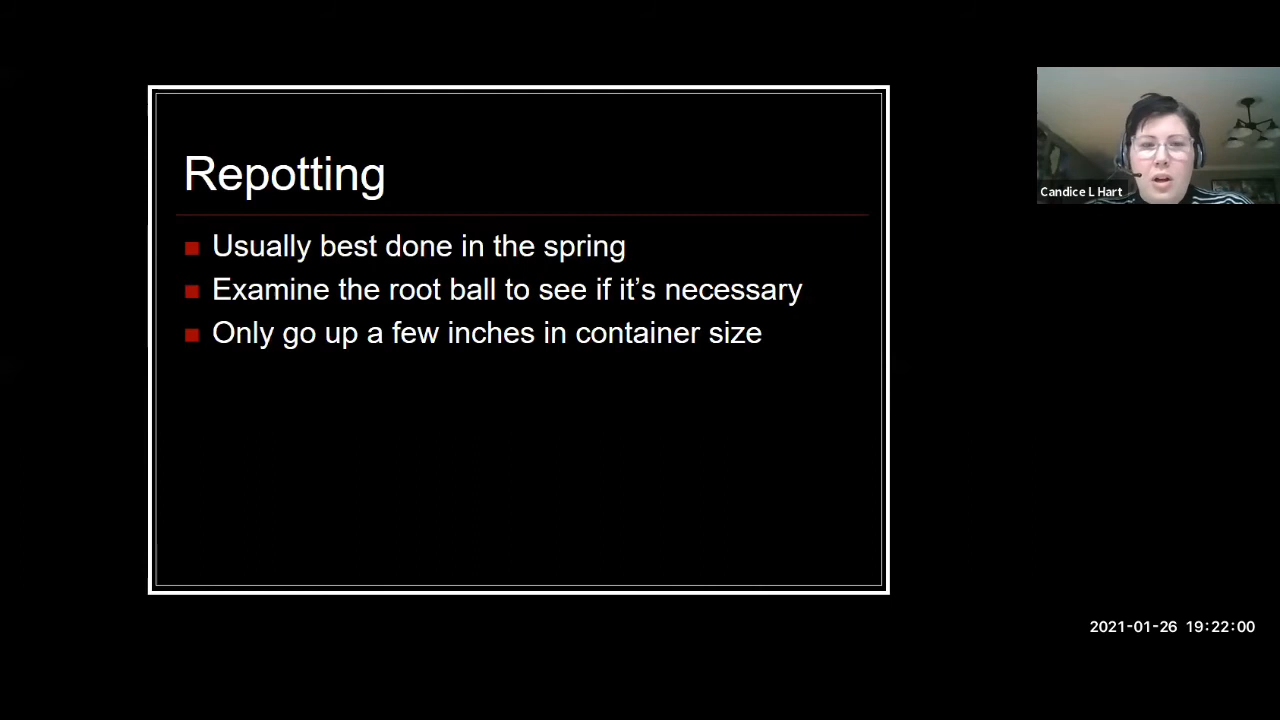 Repotting
Usually best done in the spring
Examine the root ball to see if it’s necessary
Only go up a few inches in container size
Candice L Hart
2021-01-26 19:22:00